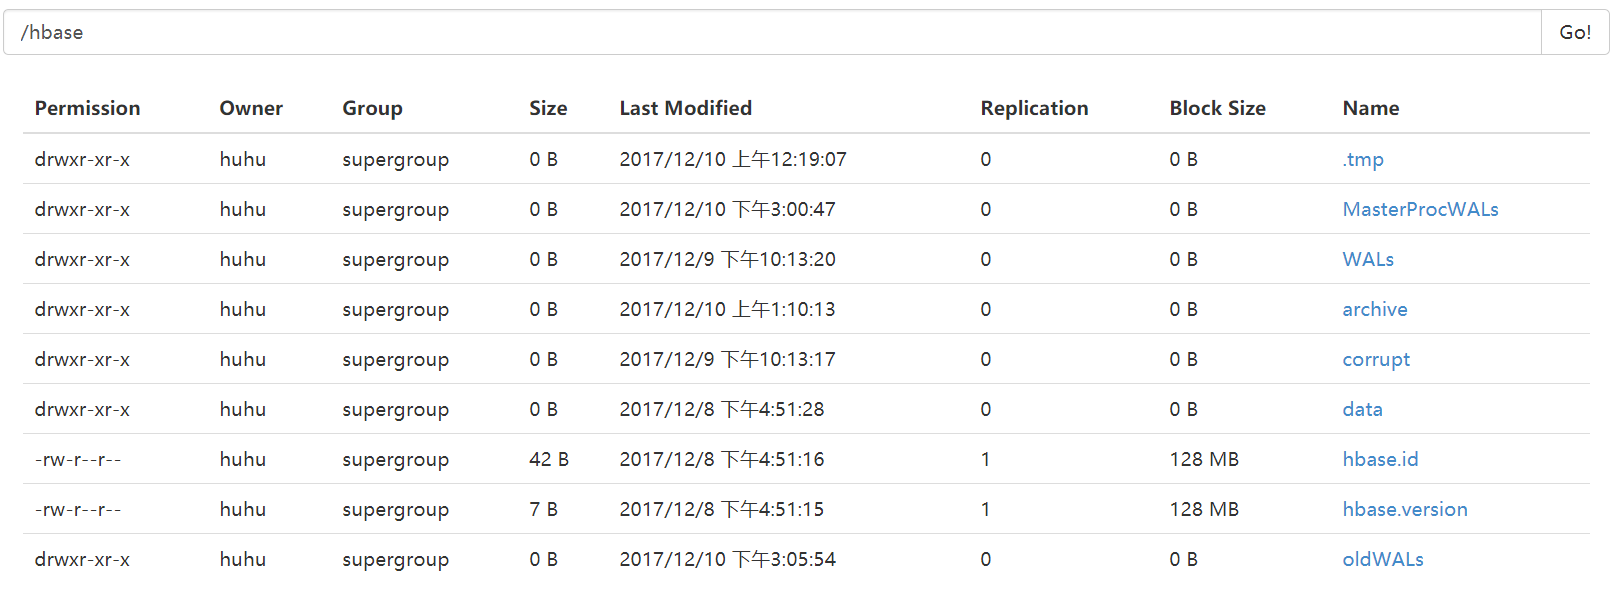 /hbase Go!
Permission Owner Group Size Last Modified Replication Block Size Name
drwxr-xr-x huhu supergroup 0 B 2017/12/10 上午12:19:07 0 0 B .tmp
drwxr-xr-x huhu supergroup 0 B 2017/12/10 下午3:00:47 0 0 B MasterProcWALs
drwxr-xr-x huhu supergroup 0 B 2017/12/9 下午10:13:20 0 0 B WALs
drwxr-xr-x huhu supergroup 0 B 2017/12/10 上午1:10:13 0 0 B archive
drwxr-xr-x huhu supergroup 0 B 2017/12/9 下午10:13:17 0 0 B corrupt
drwxr-xr-x huhu supergroup 0 B 2017/12/8 下午4:51:28 0 0 B data
-rw-r--r-- huhu supergroup 42 B 2017/12/8 下午4:51:16 1 128 MB hbase.id
-rw-r--r-- huhu supergroup 7 B 2017/12/8 下午4:51:15 1 128 MB hbase.version
drwxr-xr-x huhu supergroup 0 B 2017/12/10 下午3:05:54 0 0 B oldWALs